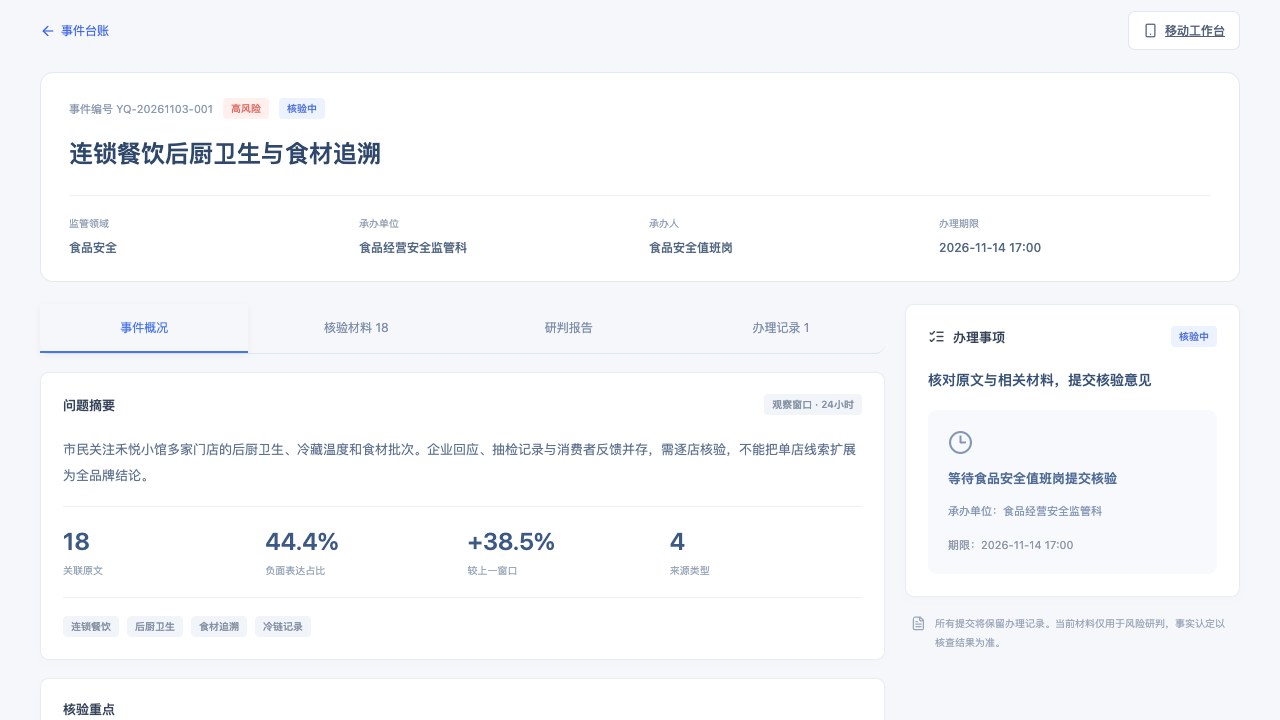 事件台账
移动工作台
事件编号 YQ-20261103-001 高风险 核验中
连锁餐饮后厨卫生与食材追溯
监管领域 承办单位 承办人 办理期限
食品安全 食品经营安全监管科 食品安全值班岗 2026-11-14 17:00
事件概况 核验材料 18 研判报告 办理记录 1
问题摘要 观察窗口 · 24小时
市民关注禾悦小馆多家门店的后厨卫生、冷藏温度和食材批次。企业回应、抽检记录与消费者反馈并存，需逐店核验，不能把单店线索扩展
为全品牌结论。
18 44.4% +38.5% 4
关联原文 负面表达占比 较上一窗口 来源类型
连锁餐饮 后厨卫生 食材追溯 冷链记录
核验重点
办理事项 核验中
核对原文与相关材料，提交核验意见
等待食品安全值班岗提交核验
承办单位：食品经营安全监管科
期限：2026-11-14 17:00
所有提交将保留办理记录。当前材料仅用于风险研判，事实认定以
核查结果为准。